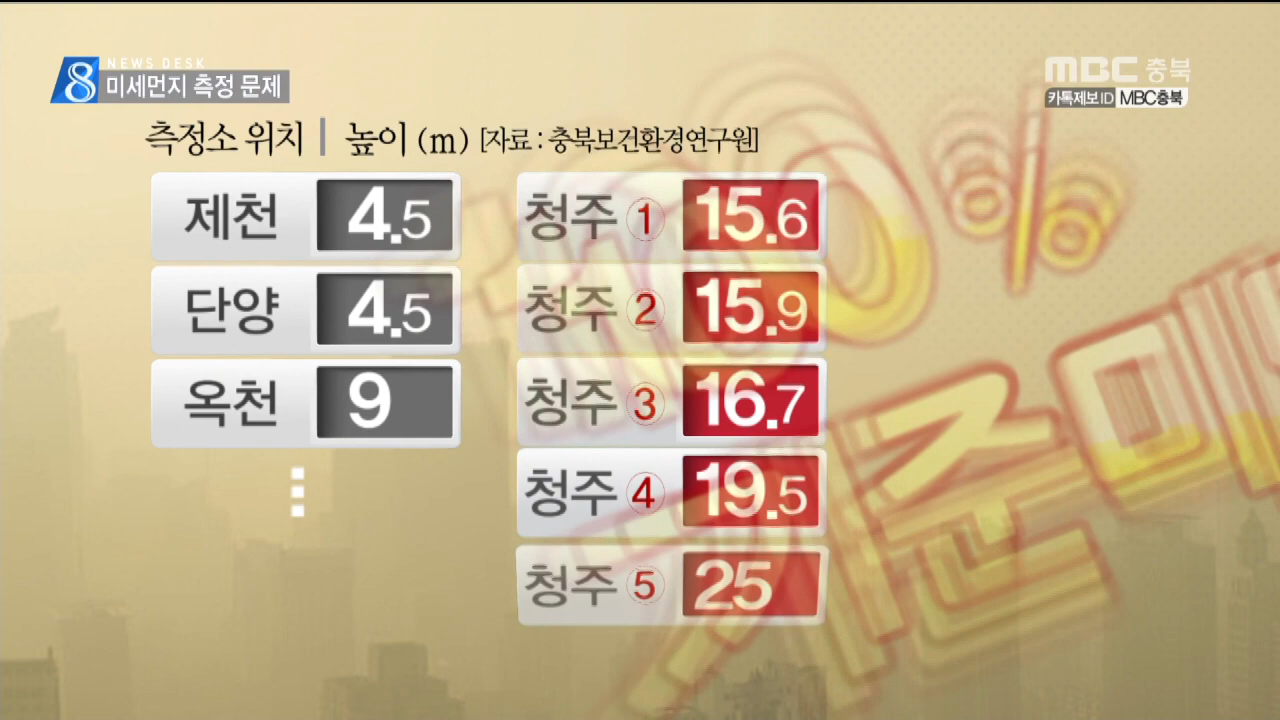 NEWS DESK
8 미세먼지 측정 문제
MBC 충북
카톡제보ID MBC충북
측정소 위치 | 높이 (m) [자료 : 충북보건환경연구원]
제천 4.5
단양 4.5
옥천 9
청주 ① 15.6
청주 ② 15.9
청주 ③ 16.7
청주 ④ 19.5
청주 ⑤ 25